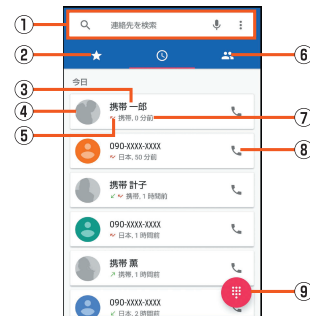 ① 連絡先を検索
② ⑥
今日
③
携帯 一郎
④
携帯, 0 分前
⑤ ⑦
090-XXXX-XXXX
日本, 50 分前
⑧
携帯 計子
携帯, 1 時間前
090-XXXX-XXXX
日本, 1 時間前
携帯 薫
携帯, 1 時間前
⑨
090-XXXX-XXXX
日本, 2 時間前